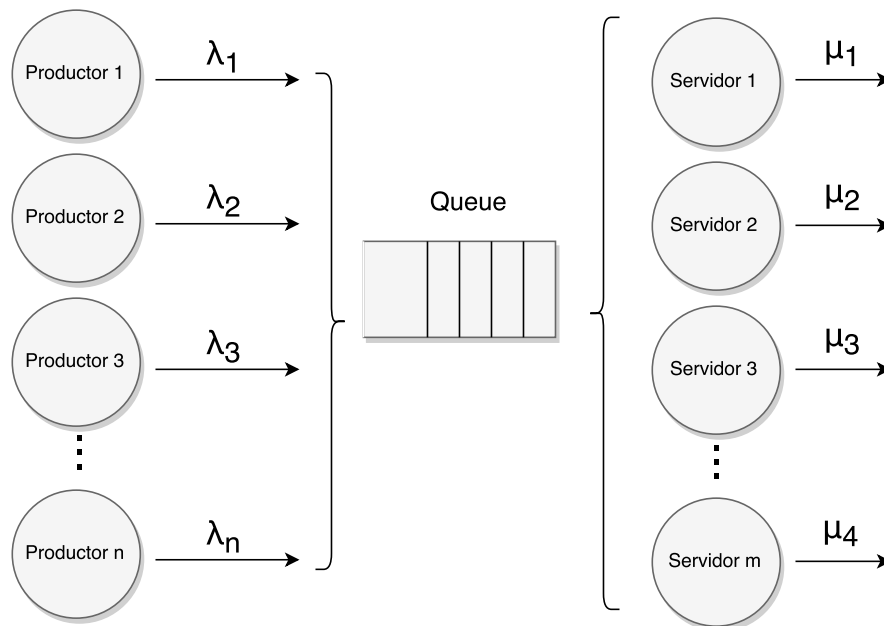 Productor 1
λ1
Productor 2
λ2
Productor 3
λ3
Productor n
λn
Queue
Servidor 1
μ1
Servidor 2
μ2
Servidor 3
μ3
Servidor m
μ4